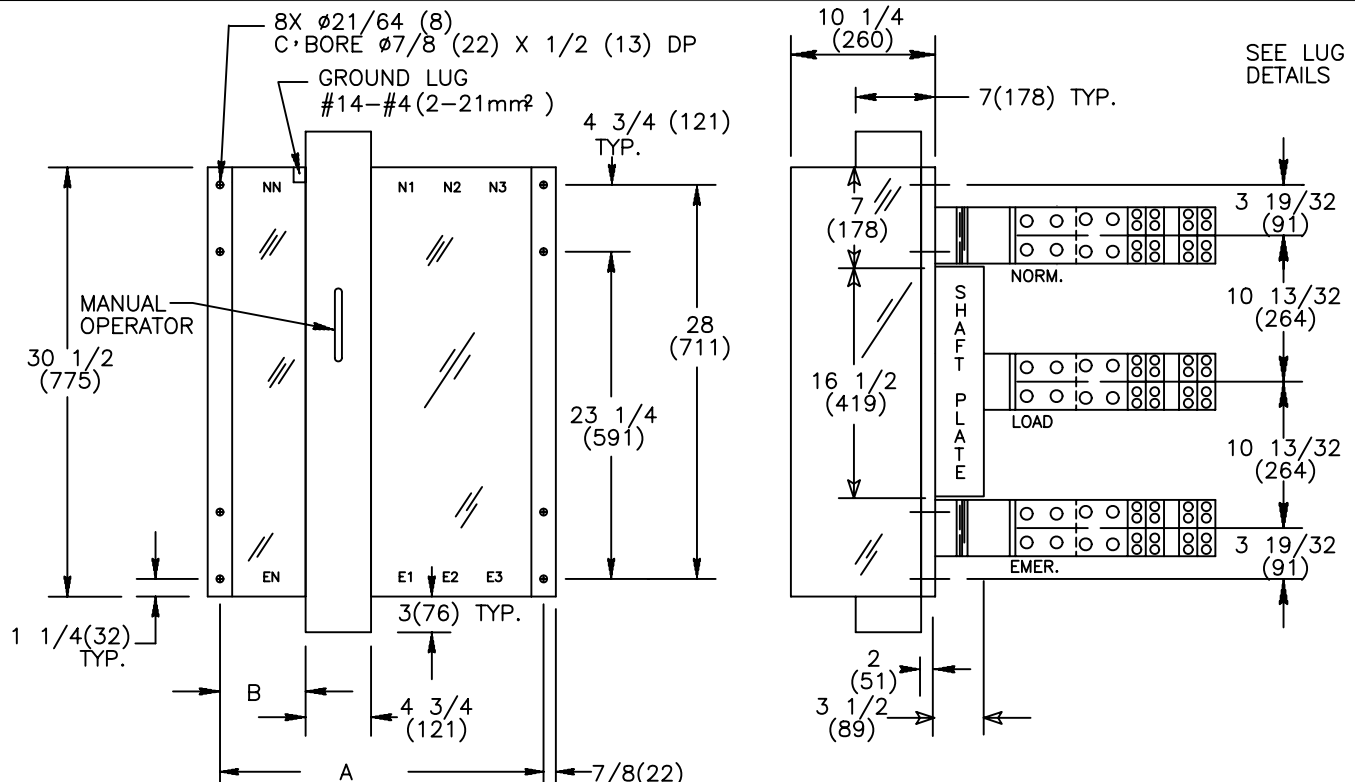 8X ø21/64 (8)
C'BORE ø7/8 (22) X 1/2 (13) DP
GROUND LUG
#14-#4(2-21mm²)
4 3/4 (121)
TYP.
NN
N1 N2 N3
MANUAL
OPERATOR
30 1/2
(775)
28
(711)
23 1/4
(591)
EN
E1 E2 E3
3(76) TYP.
1 1/4(32)
TYP.
B
4 3/4
(121)
A
7/8(22)
10 1/4
(260)
SEE LUG
DETAILS
7(178) TYP.
7
(178)
3 19/32
(91)
NORM.
10 13/32
(264)
SHAFT PLATE
16 1/2
(419)
LOAD
10 13/32
(264)
3 19/32
(91)
EMER.
2
(51)
3 1/2
(89)